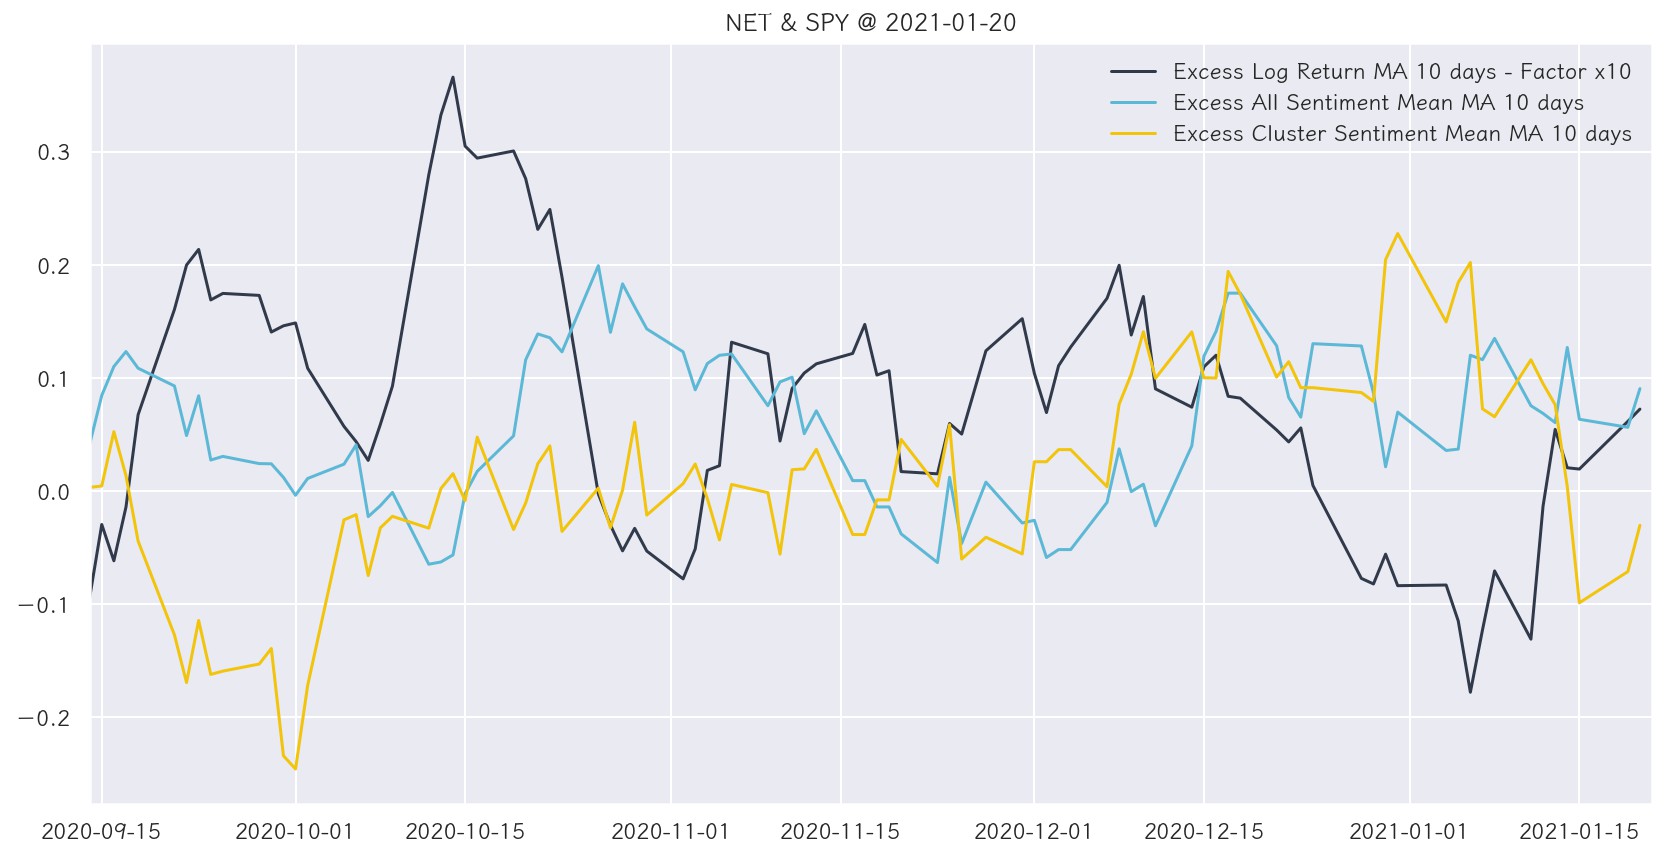 NET & SPY @ 2021-01-20
Excess Log Return MA 10 days - Factor x10
Excess All Sentiment Mean MA 10 days
Excess Cluster Sentiment Mean MA 10 days
0.3
0.2
0.1
0.0
−0.1
−0.2
2020-09-15 2020-10-01 2020-10-15 2020-11-01 2020-11-15 2020-12-01 2020-12-15 2021-01-01 2021-01-15